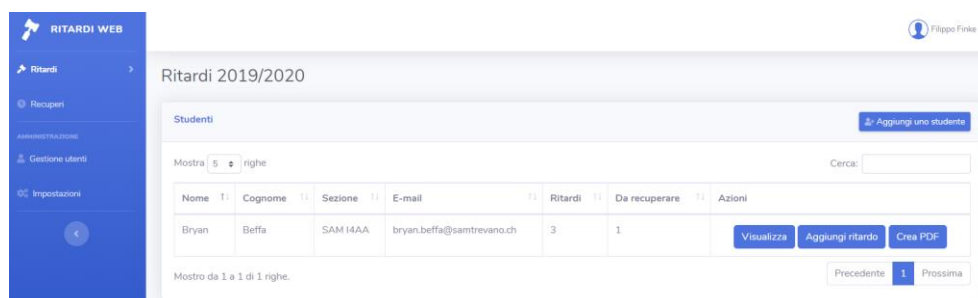 RITARDI WEB
Filippo Finke
Ritardi
Recuperi
AMMINISTRAZIONE
Gestione utenti
Impostazioni
Ritardi 2019/2020
Studenti
Aggiungi uno studente
Mostra 5 righe
Cerca:
Nome Cognome Sezione E-mail Ritardi Da recuperare Azioni
Bryan Beffa SAM I4AA bryan.beffa@samtrevano.ch 3 1 Visualizza Aggiungi ritardo Crea PDF
Mostro da 1 a 1 di 1 righe.
Precedente 1 Prossima